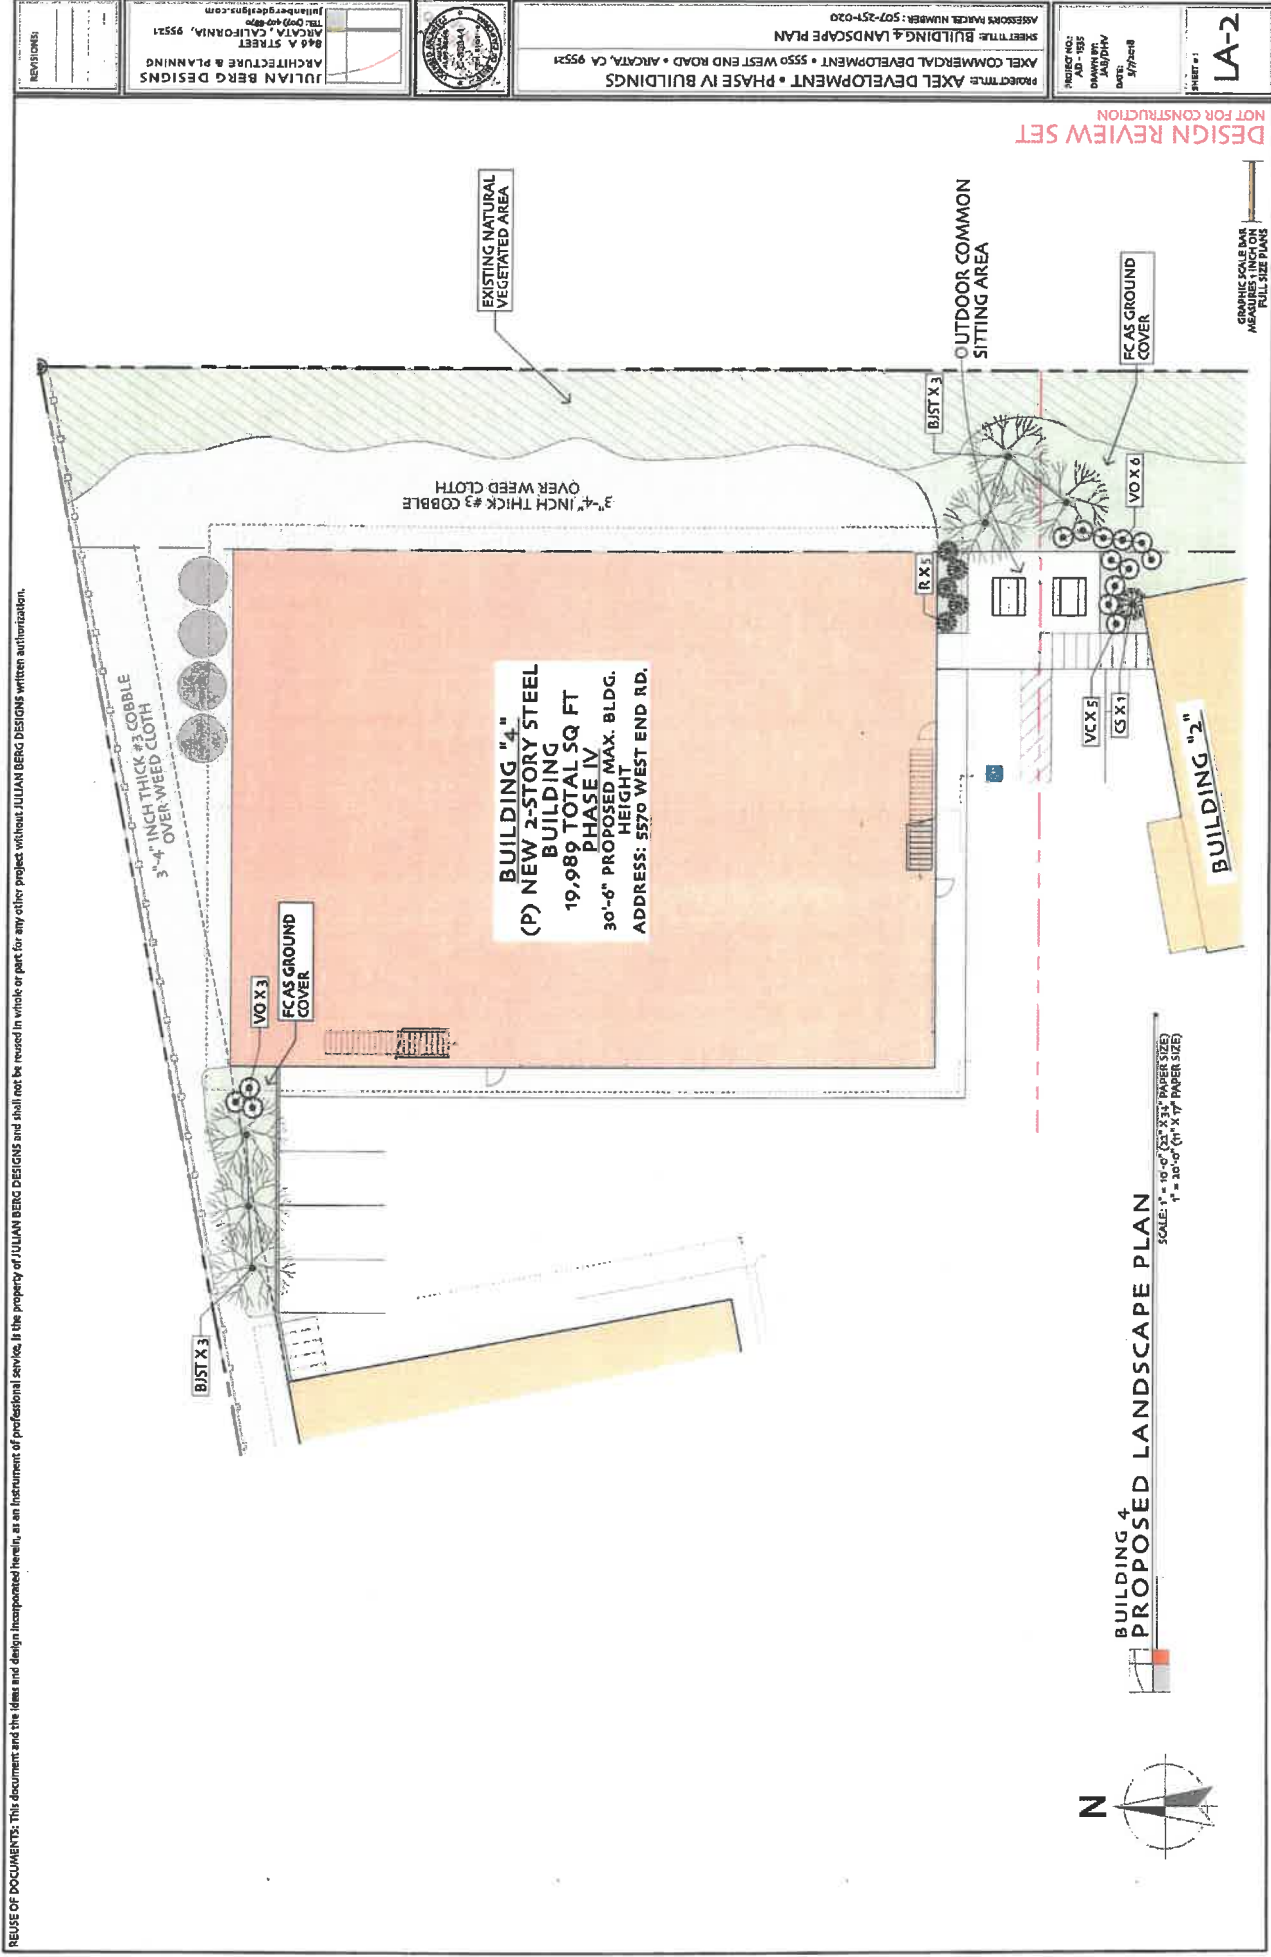 REUSE OF DOCUMENTS: This document and the ideas and design incorporated herein, as an instrument of professional service, is the property of JULIAN BERG DESIGNS and shall not be reused in whole or part for any other project without JULIAN BERG DESIGNS written authorization.
3"-4" INCH THICK #3 COBBLE
OVER WEED CLOTH
EXISTING NATURAL
VEGETATED AREA
3"-4" INCH THICK #3 COBBLE
OVER WEED CLOTH
VO X 3
FC AS GROUND
COVER
BJST X 3
BUILDING "4"
(P) NEW 2-STORY STEEL
BUILDING
19,989 TOTAL SQ FT
PHASE IV
30'-6" PROPOSED MAX. BLDG.
HEIGHT
ADDRESS: 5570 WEST END RD.
BJST X 3
OUTDOOR COMMON
SITTING AREA
R X 5
FC AS GROUND
COVER
VO X 6
VC X 5
CS X 1
BUILDING "2"
N
BUILDING 4
PROPOSED LANDSCAPE PLAN
SCALE: 1" = 10'-0" (22" X 34" PAPER SIZE)
1" = 20'-0" (11" X 17" PAPER SIZE)
GRAPHIC SCALE BAR
MEASURES 1 INCH ON
FULL SIZE PLANS
DESIGN REVIEW SET
NOT FOR CONSTRUCTION
REVISIONS:
JULIAN BERG DESIGNS
ARCHITECTURE & PLANNING
846 A STREET
ARCATA, CALIFORNIA, 95521
julianbergdesigns.com
PROJECT TITLE: AXEL DEVELOPMENT • PHASE IV BUILDINGS
AXEL COMMERCIAL DEVELOPMENT • 5550 WEST END ROAD • ARCATA, CA 95521
SHEET TITLE: BUILDING 4 LANDSCAPE PLAN
ASSESSORS PARCEL NUMBER: 507-251-020
PROJECT NO.:
AD - 1535
DRAWN BY:
JAB/DHV
DATE:
SHEET #:
LA-2